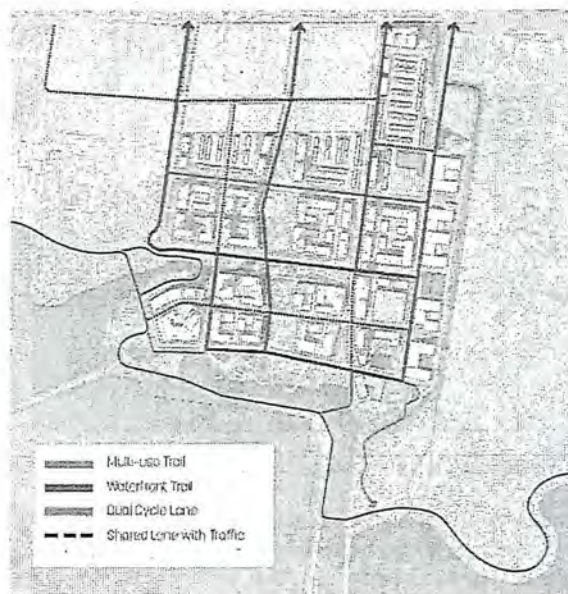 Multi-use Trail
Waterfront Trail
Dual Cycle Lane
Shared Lane with Traffic